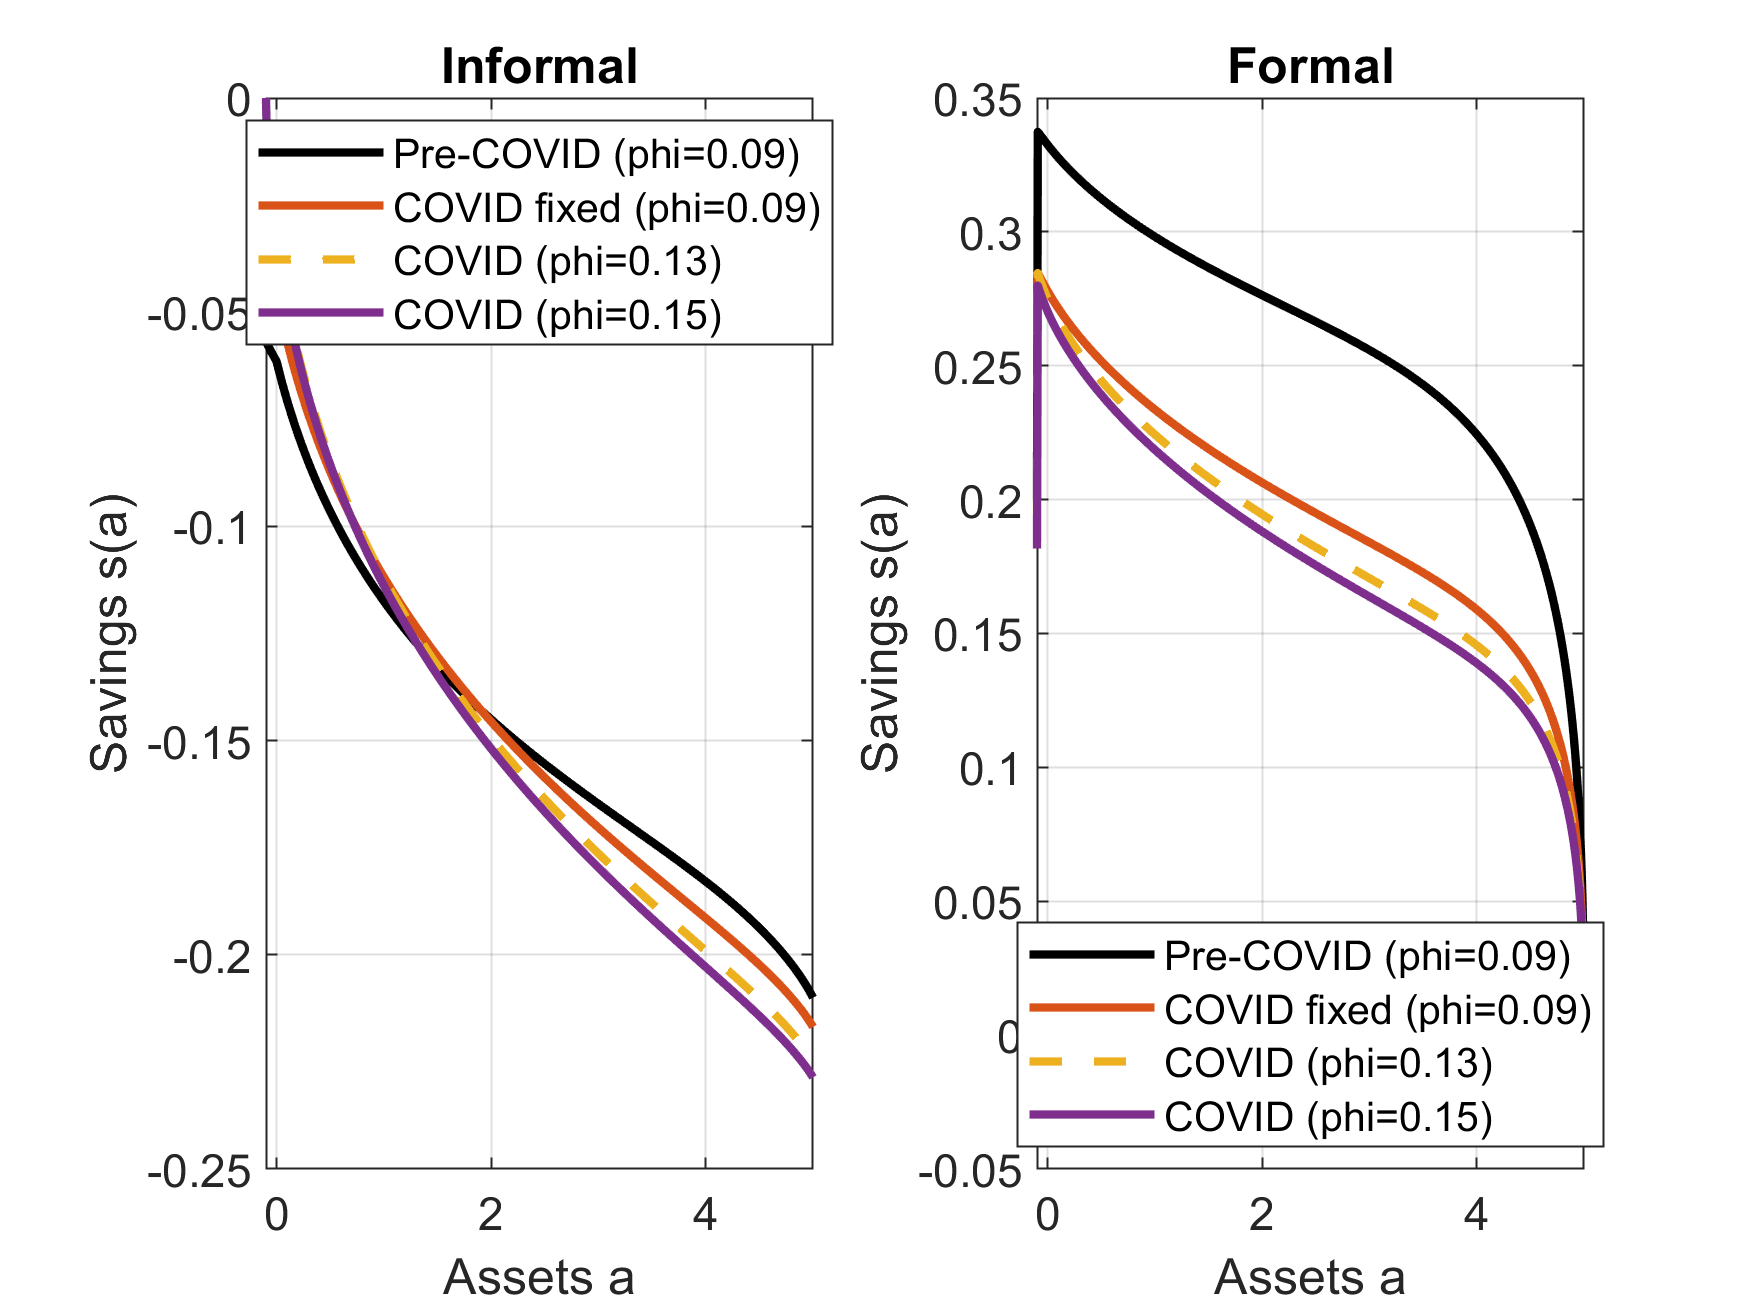 Informal
0
-0.05
-0.1
-0.15
-0.2
-0.25
Savings s(a)
Pre-COVID (phi=0.09)
COVID fixed (phi=0.09)
COVID (phi=0.13)
COVID (phi=0.15)
0 2 4
Assets a
Formal
0.35
0.3
0.25
0.2
0.15
0.1
0.05
0
-0.05
Savings s(a)
Pre-COVID (phi=0.09)
COVID fixed (phi=0.09)
COVID (phi=0.13)
COVID (phi=0.15)
0 2 4
Assets a